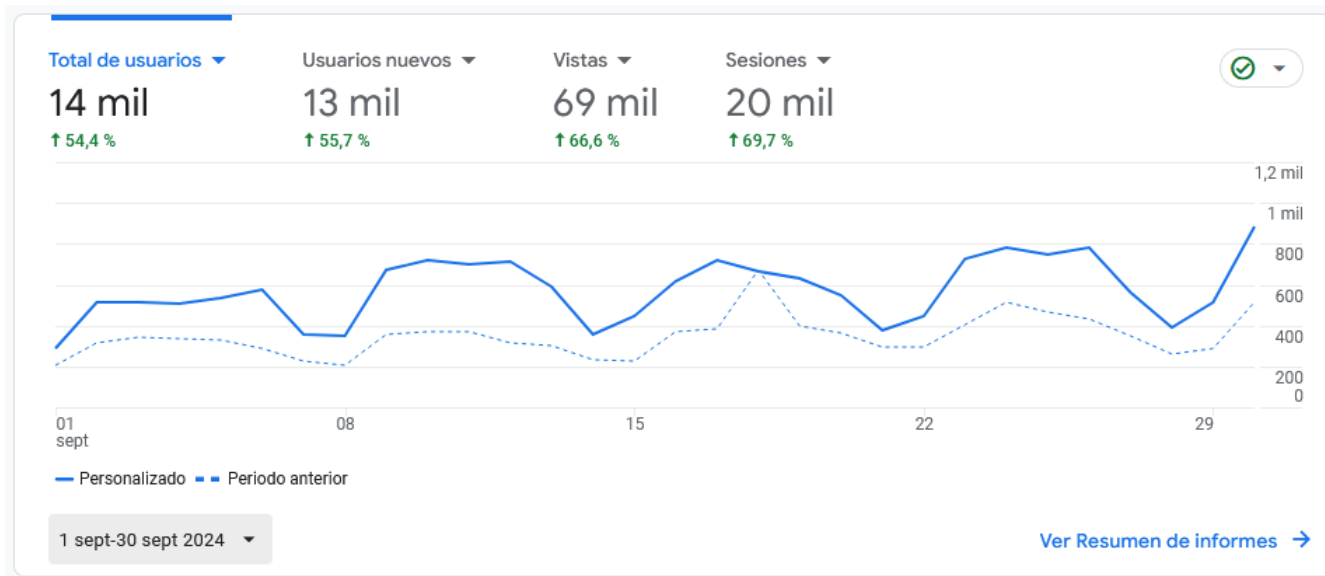 Total de usuarios
Usuarios nuevos
Vistas
Sesiones
14 mil
13 mil
69 mil
20 mil
↑ 54,4 %
↑ 55,7 %
↑ 66,6 %
↑ 69,7 %
1,2 mil
1 mil
800
600
400
200
0
01
sept
08
15
22
29
Personalizado
Periodo anterior
1 sept-30 sept 2024
Ver Resumen de informes →